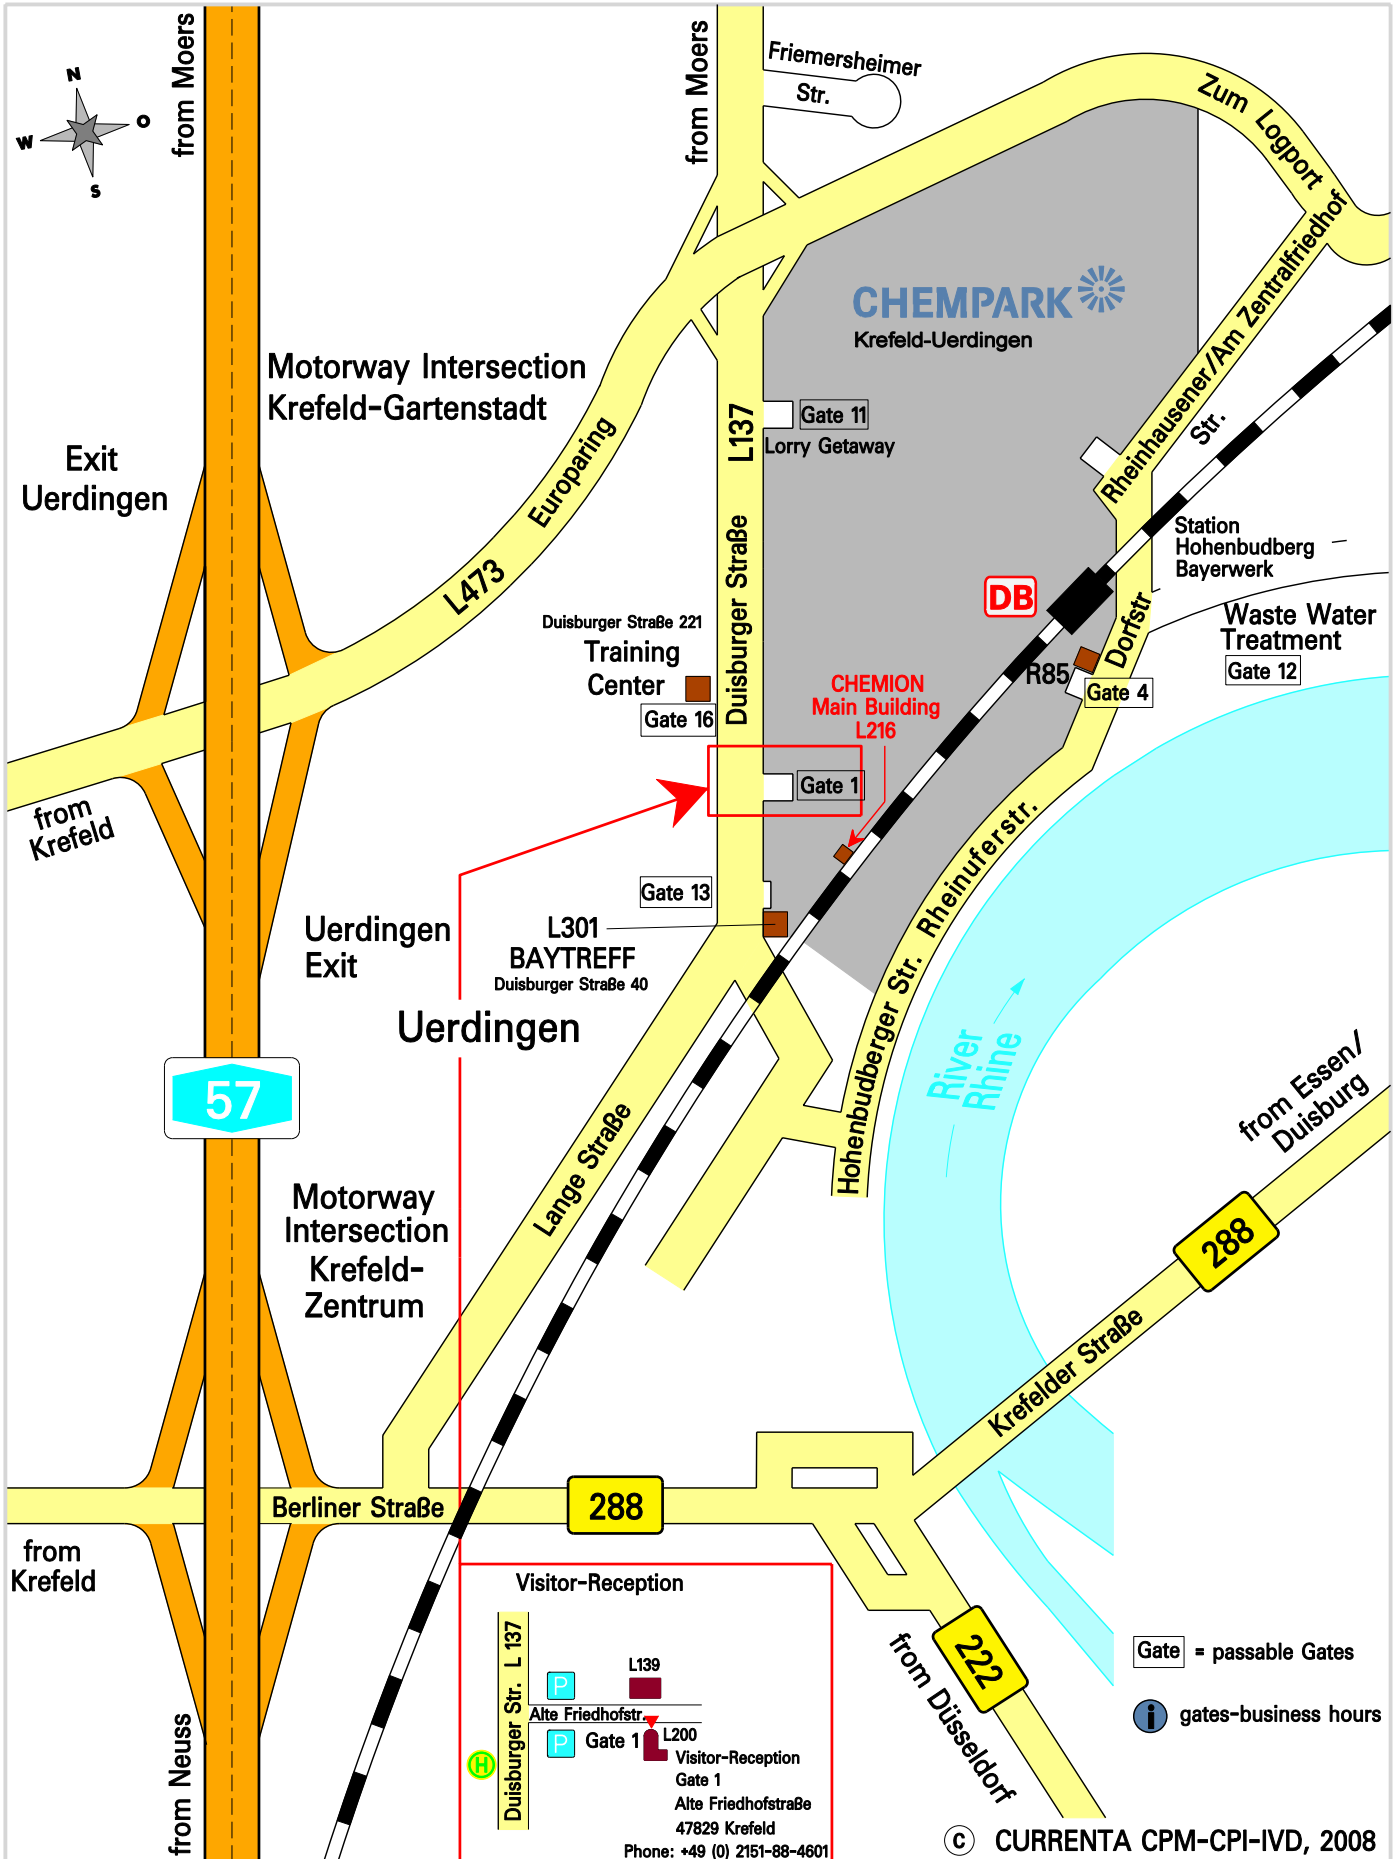 from Moers
from Moers
Friemersheimer
Str.
Zum Logport
N
W
O
S
CHEMPARK
Krefeld-Uerdingen
Rheinhausener/Am Zentralfriedhof
Str.
Motorway Intersection
Krefeld-Gartenstadt
Exit
Uerdingen
Europaring
L473
L137
Duisburger Straße
Gate 11
Lorry Getaway
Station
Hohenbudberg
Bayerwerk
DB
Dorfstr
Waste Water
Treatment
Gate 12
Duisburger Straße 221
Training
Center
Gate 16
R85
Gate 4
CHEMION
Main Building
L216
Gate 1
from
Krefeld
Gate 13
L301
BAYTREFF
Duisburger Straße 40
Uerdingen
Exit
Uerdingen
Hohenbudberger Str.
Rheinuferstr.
River
Rhine
57
from Essen/
Duisburg
Lange Straße
Motorway
Intersection
Krefeld-
Zentrum
288
Krefelder Straße
Berliner Straße
288
from
Krefeld
222
from Düsseldorf
from Neuss
Visitor-Reception
Duisburger Str. L 137
P
L139
Alte Friedhofstr.
P
Gate 1
L200
H
Visitor-Reception
Gate 1
Alte Friedhofstraße
47829 Krefeld
Phone: +49 (0) 2151-88-4601
Gate = passable Gates
i gates-business hours
© CURRENTA CPM-CPI-IVD, 2008